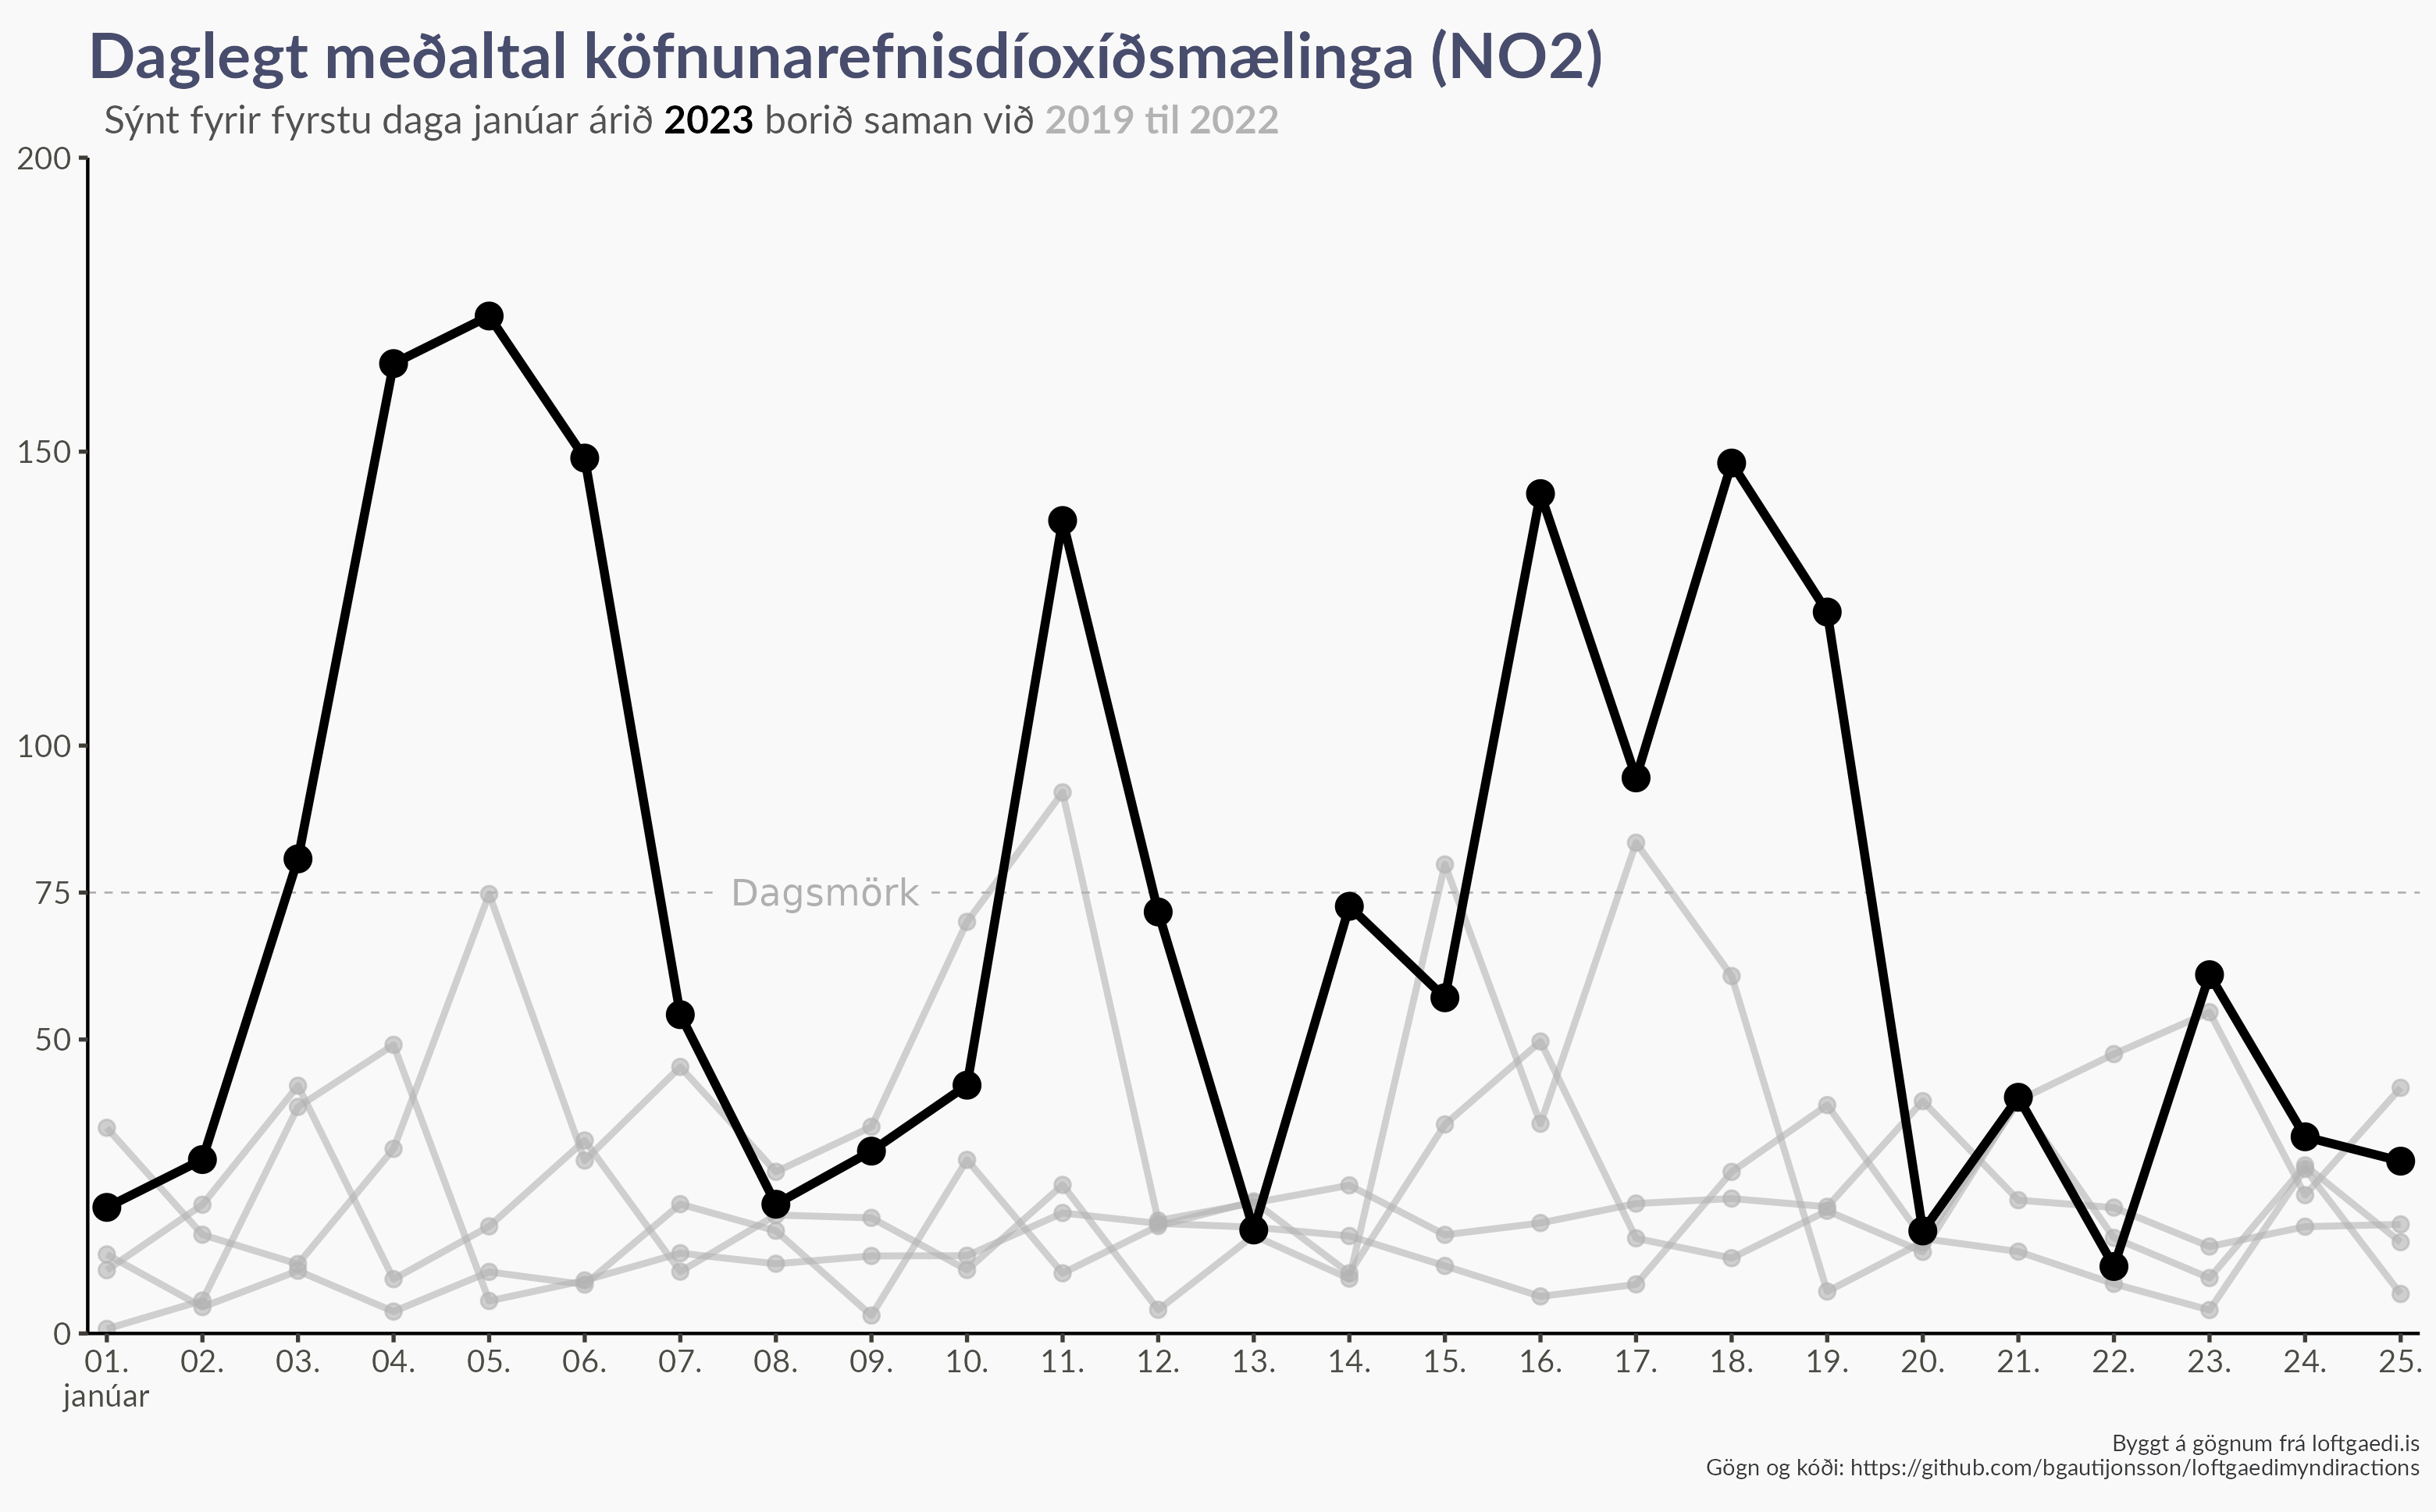 Daglegt meðaltal köfnunarefnisdíoxíðsmælinga (NO2)
Sýnt fyrir fyrstu daga janúar árið 2023 borið saman við 2019 til 2022
200
150
100
75
Dagsmörk
50
0
01. 02. 03. 04. 05. 06. 07. 08. 09. 10. 11. 12. 13. 14. 15. 16. 17. 18. 19. 20. 21. 22. 23. 24. 25.
janúar
Byggt á gögnum frá loftgaedi.is
Gögn og kóði: https://github.com/bgautijonsson/loftgaedimyndiractions